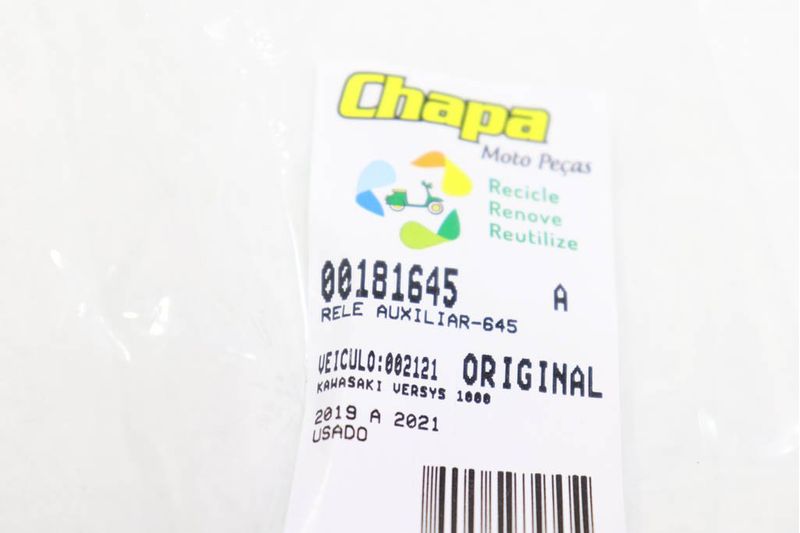 Chapa
Moto Peças
Recicle
Renove
Reutilize
00181645 A
RELE AUXILIAR-645
VEICULO:002121 ORIGINAL
KAWASAKI VERSYS 1000
2019 A 2021
USADO